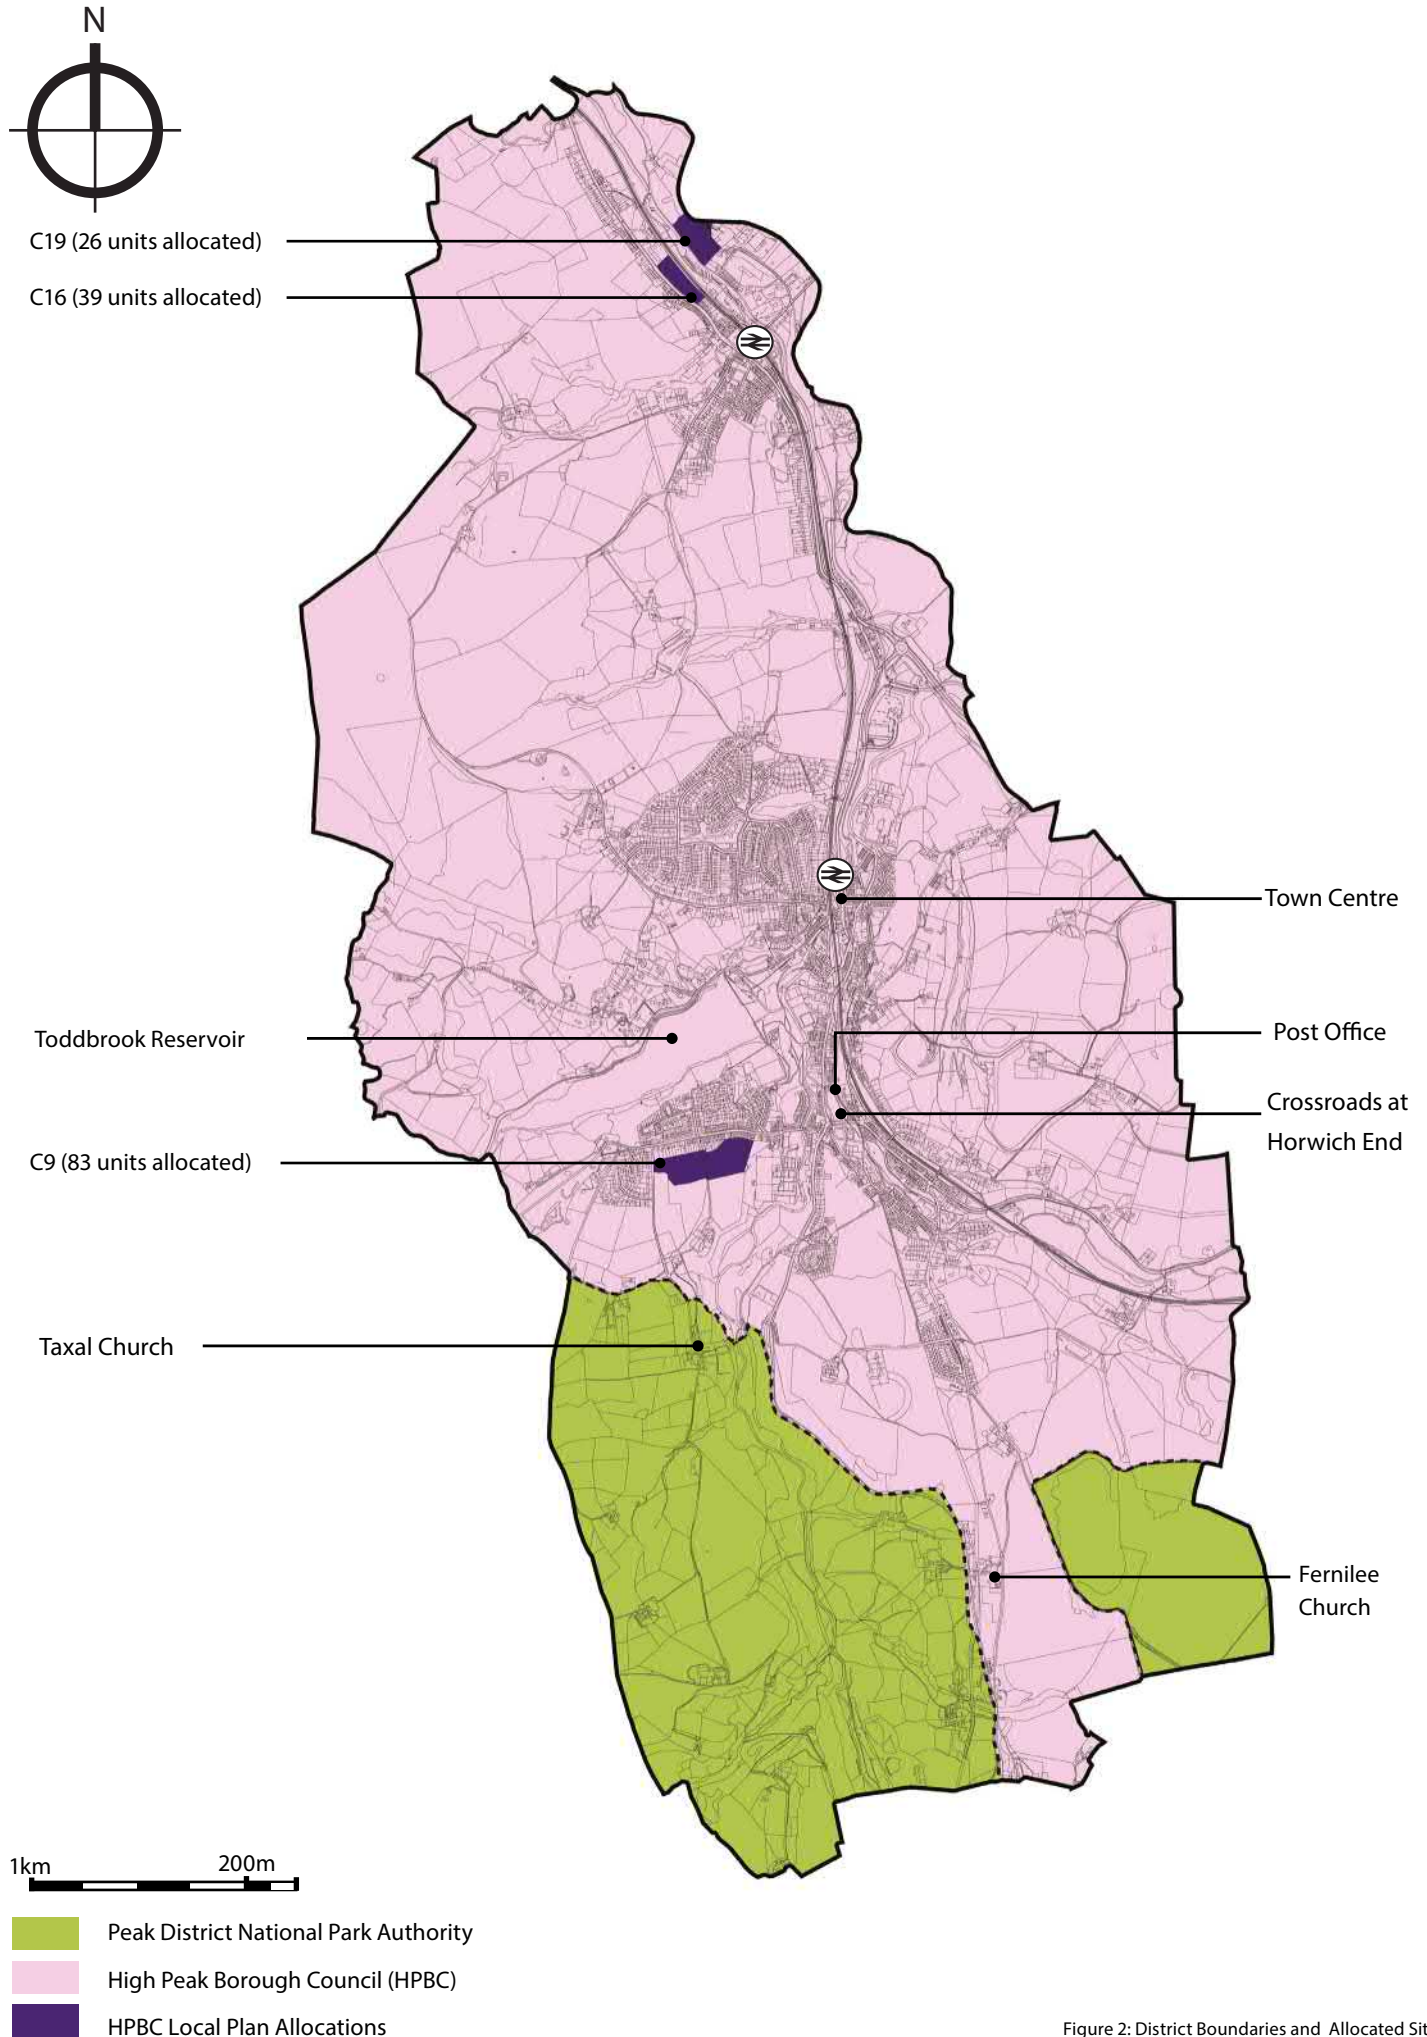 N
C19 (26 units allocated)
C16 (39 units allocated)
Town Centre
Toddbrook Reservoir
Post Office
Crossroads at
Horwich End
C9 (83 units allocated)
Taxal Church
Fernilee
Church
1km
200m
Peak District National Park Authority
High Peak Borough Council (HPBC)
HPBC Local Plan Allocations
Figure 2: District Boundaries and Allocated Sit